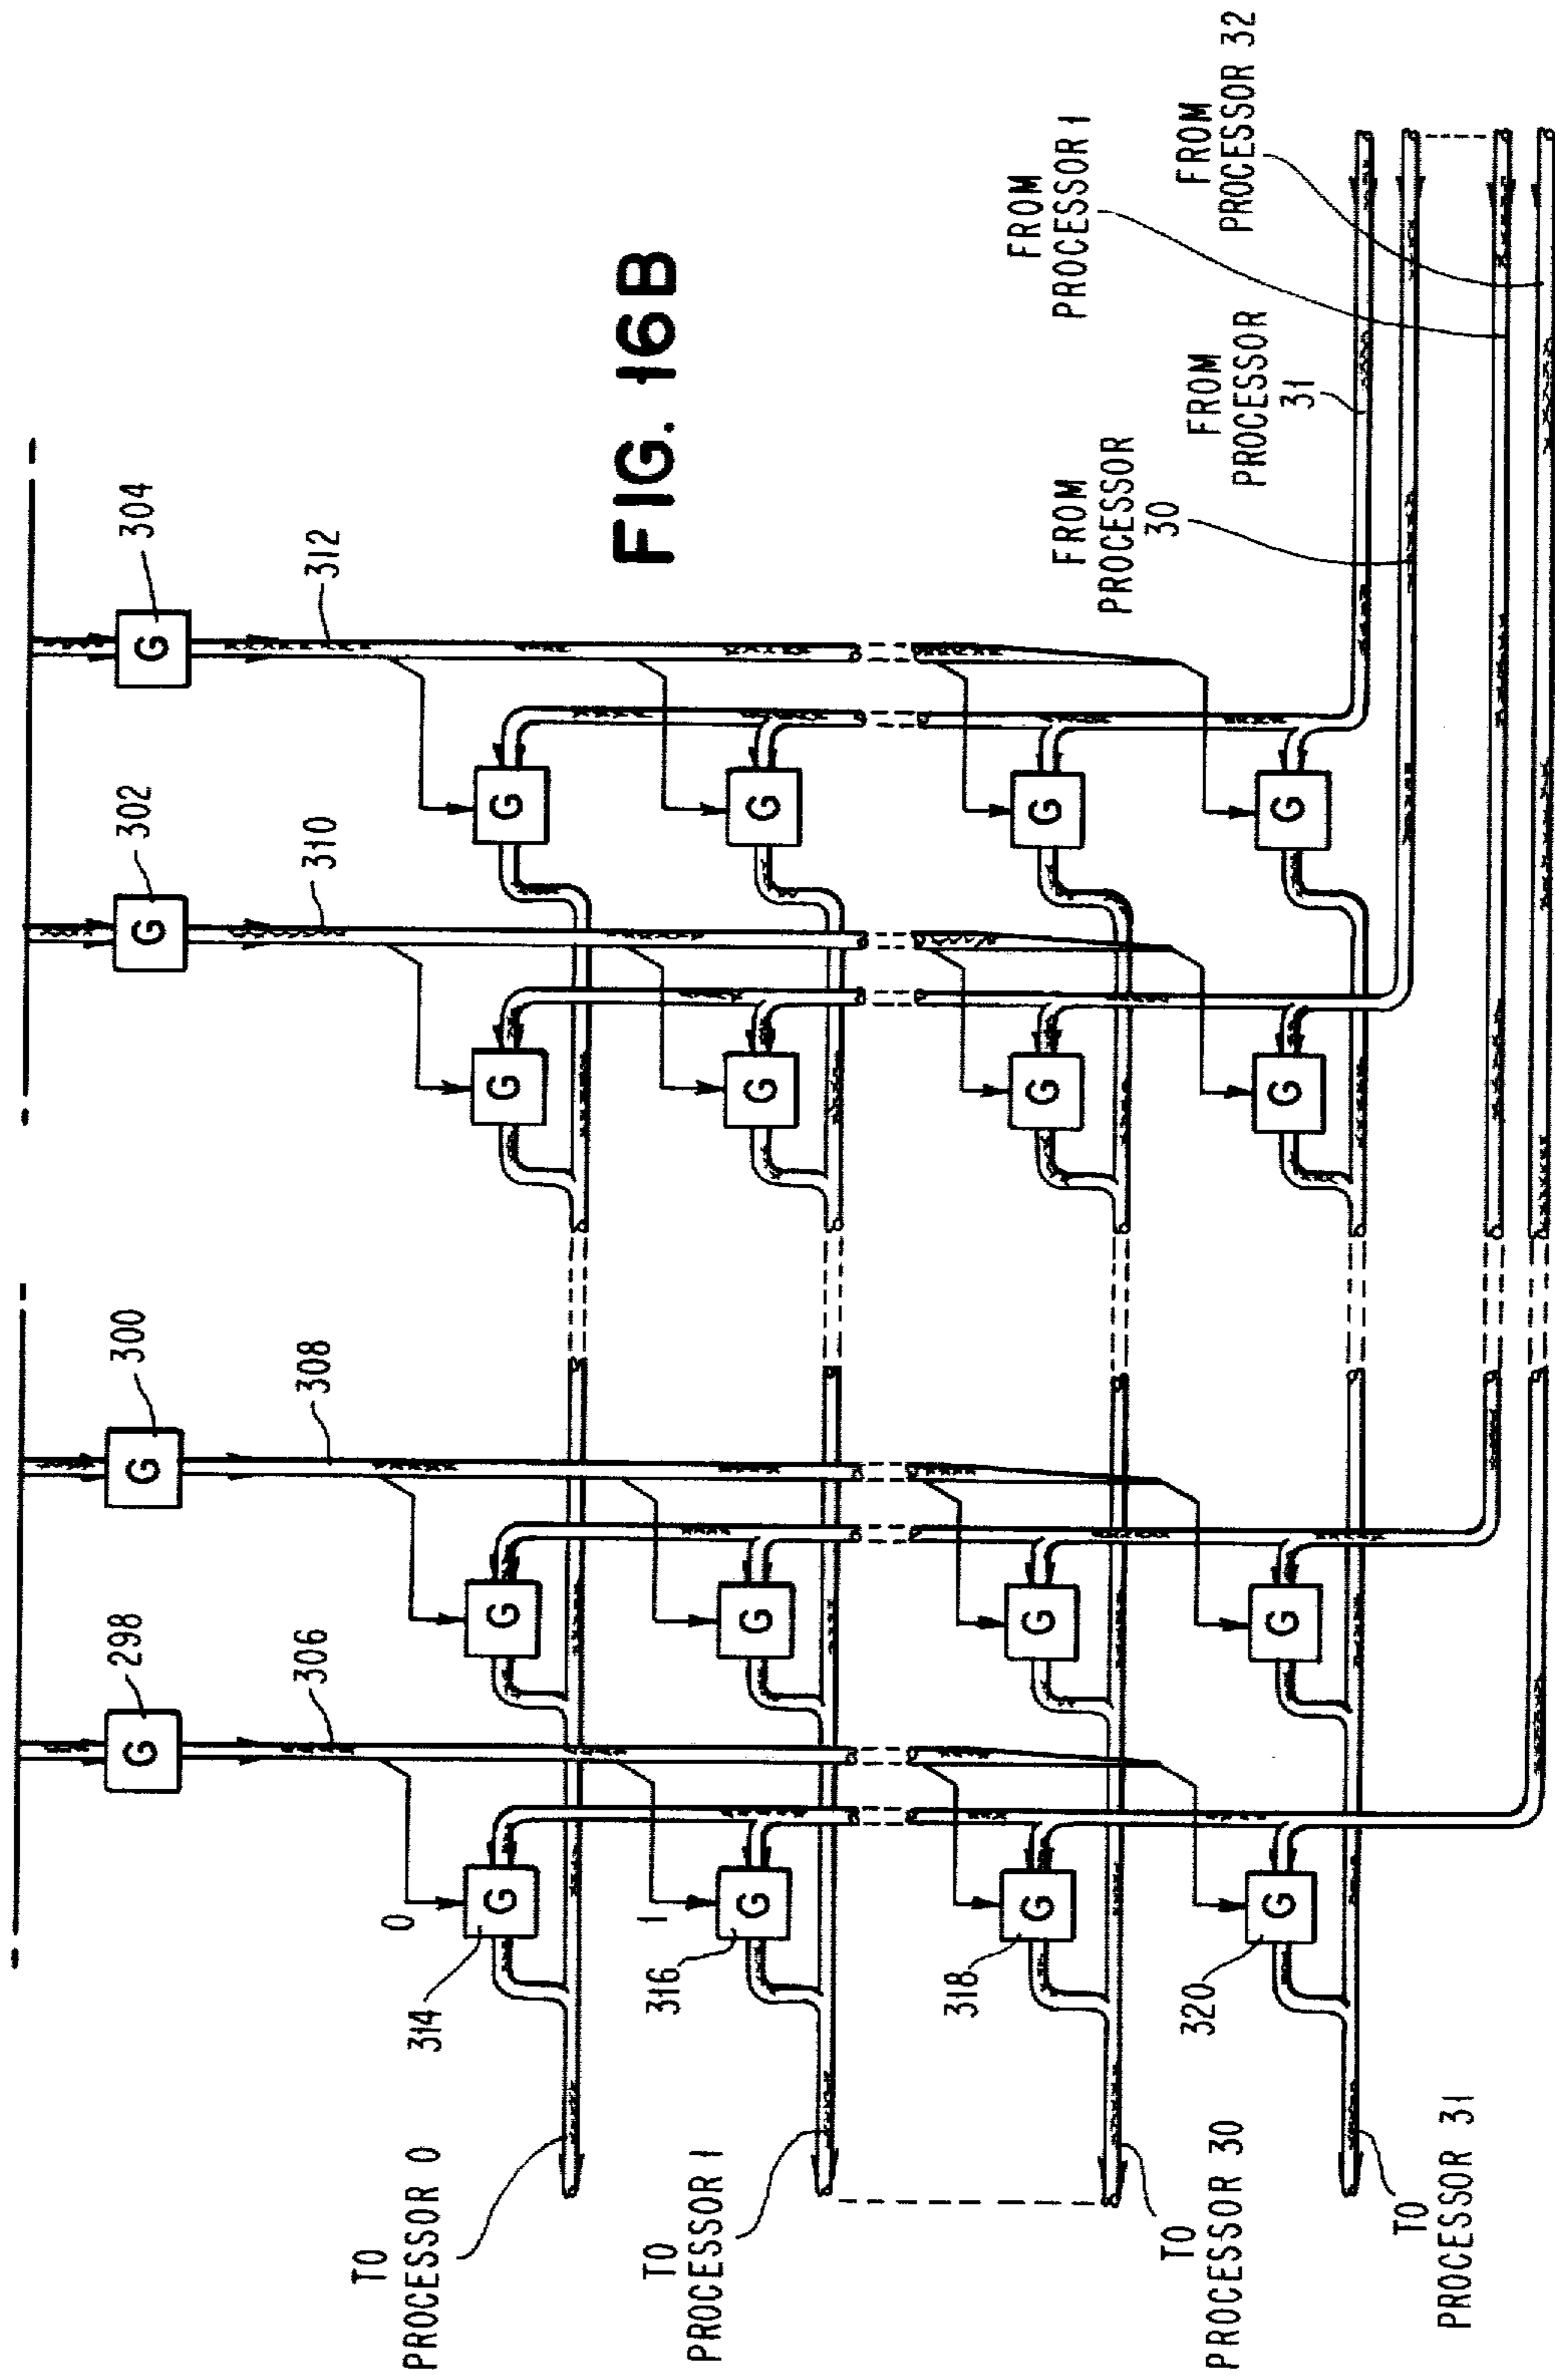 298
300
302
304
G
G
G
G
306
308
310
312
TO
PROCESSOR 0
314
0
G
G
G
G
FIG. 16B
TO
PROCESSOR 1
316
1
G
G
G
G
318
G
G
G
G
FROM
PROCESSOR 1
FROM
PROCESSOR
30
TO
PROCESSOR 30
320
FROM
PROCESSOR
31
FROM
PROCESSOR 32
G
G
G
G
TO
PROCESSOR 31